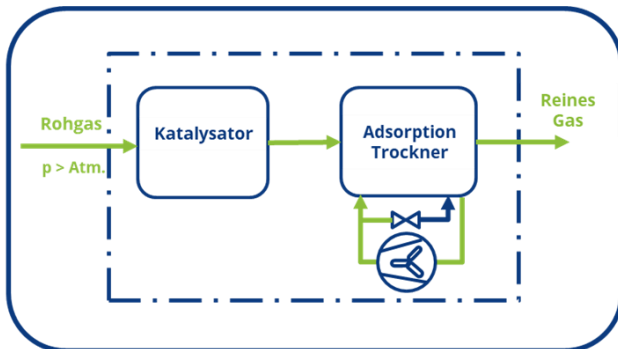 Rohgas
p > Atm.
Katalysator
Adsorption
Trockner
Reines
Gas